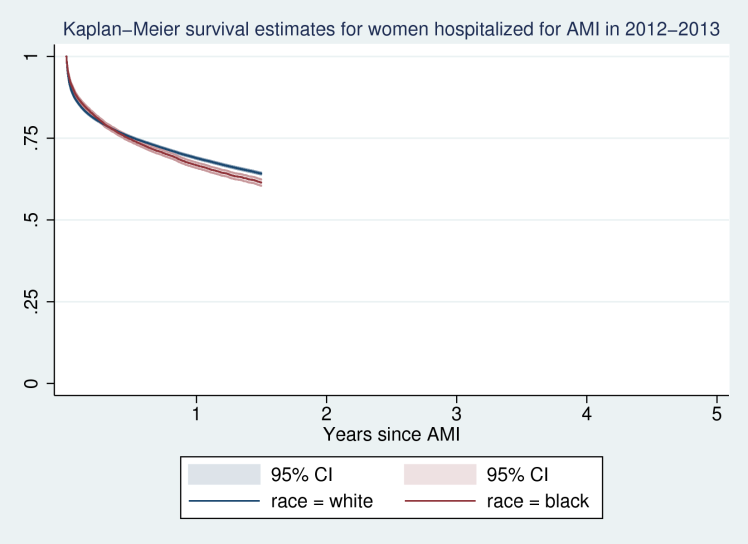 Kaplan−Meier survival estimates for women hospitalized for AMI in 2012−2013
1
.75
.5
.25
0
1 2 3 4 5
Years since AMI
95% CI 95% CI
race = white race = black